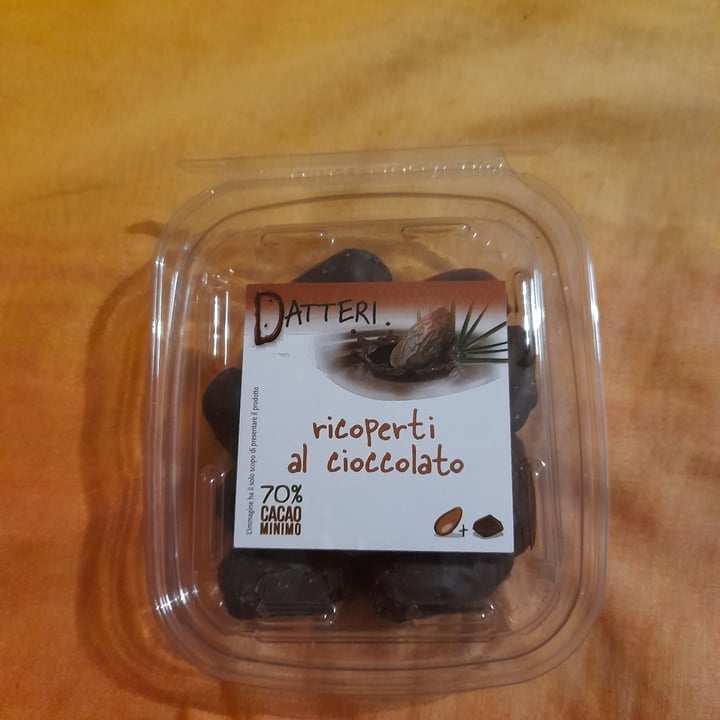 DATTERI
ricoperti
al cioccolato
L'immagine ha il solo scopo di presentare il prodotto
70%
CACAO
MINIMO
+